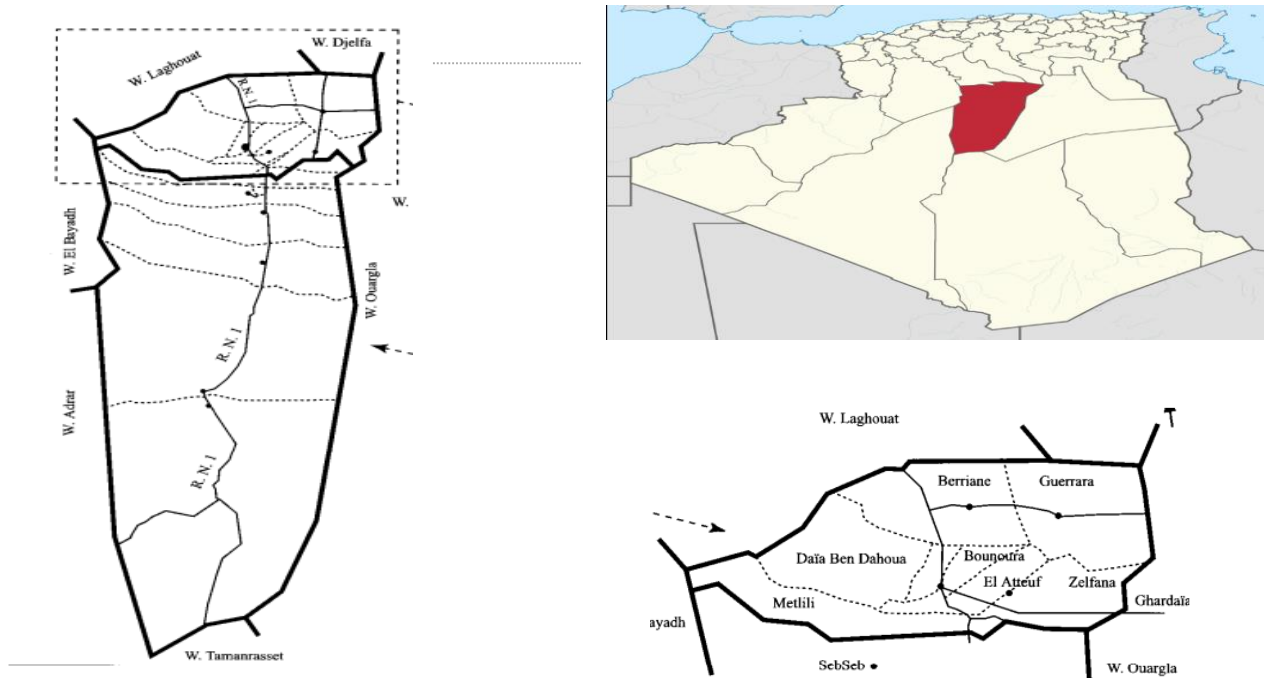 W. Djelfa
W. Laghouat
R. N. 1
W.
W. El Bayadh
W. Ouargla
R. N. 1
W. Adrar
R. N. 1
W. Tamanrasset
W. Laghouat
Berriane
Guerrara
Daïa Ben Dahoua
Bounoura
El Atteuf
Zelfana
Metlili
Ghardaïa
ayadh
SebSeb
W. Ouargla